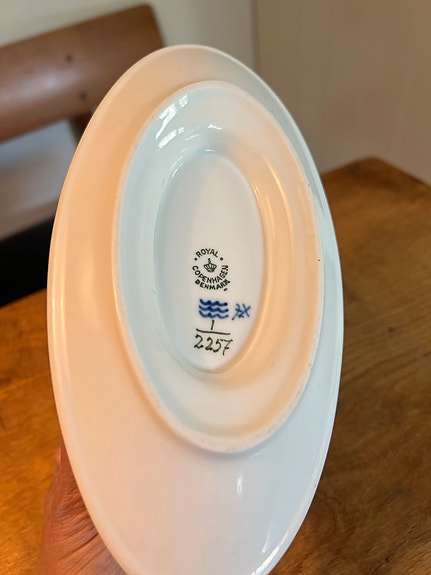 ROYAL
COPENHAGEN
DENMARK
1
2257